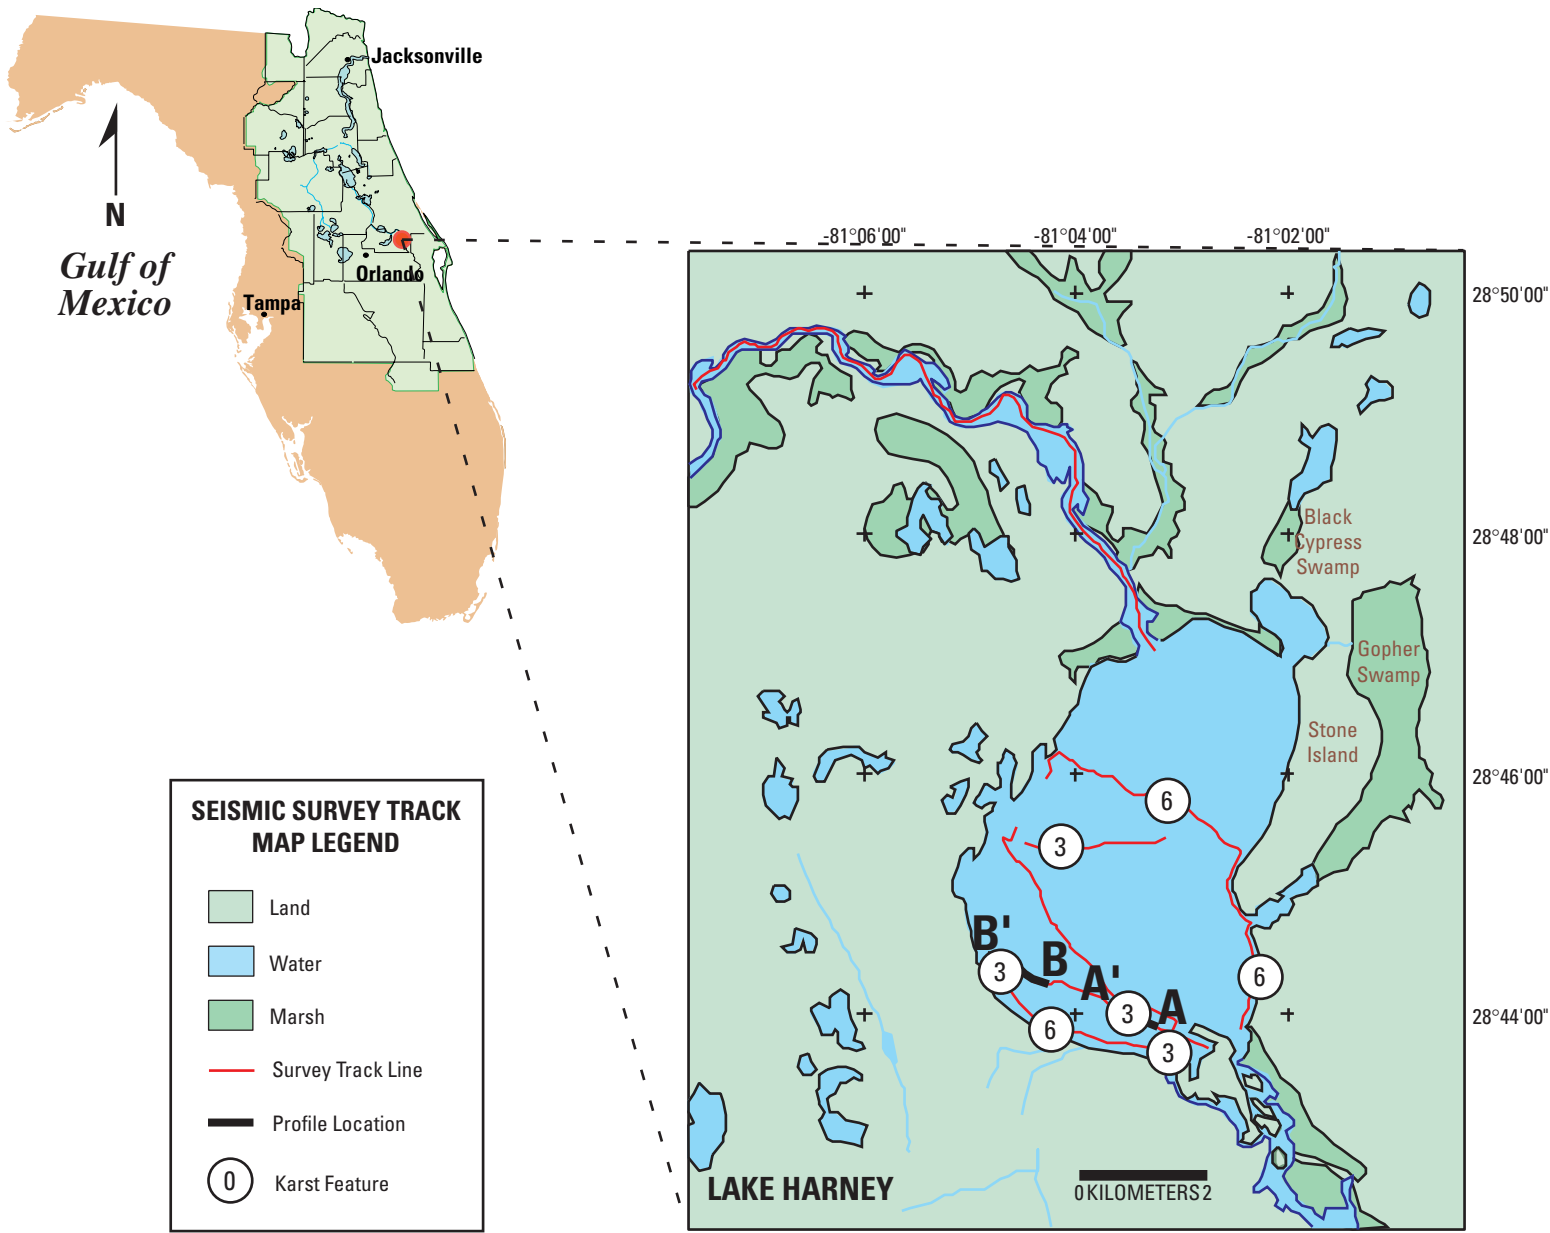 Jacksonville
N
Gulf of
Mexico
Orlando
Tampa
-81°06'00"
-81°04'00"
-81°02'00"
28°50'00"
28°48'00"
28°46'00"
28°44'00"
Black
Cypress
Swamp
Gopher
Swamp
Stone
Island
6
3
B'
3
B
A'
6
3
A
6
3
LAKE HARNEY
0 KILOMETERS 2
SEISMIC SURVEY TRACK
MAP LEGEND
Land
Water
Marsh
Survey Track Line
Profile Location
0 Karst Feature